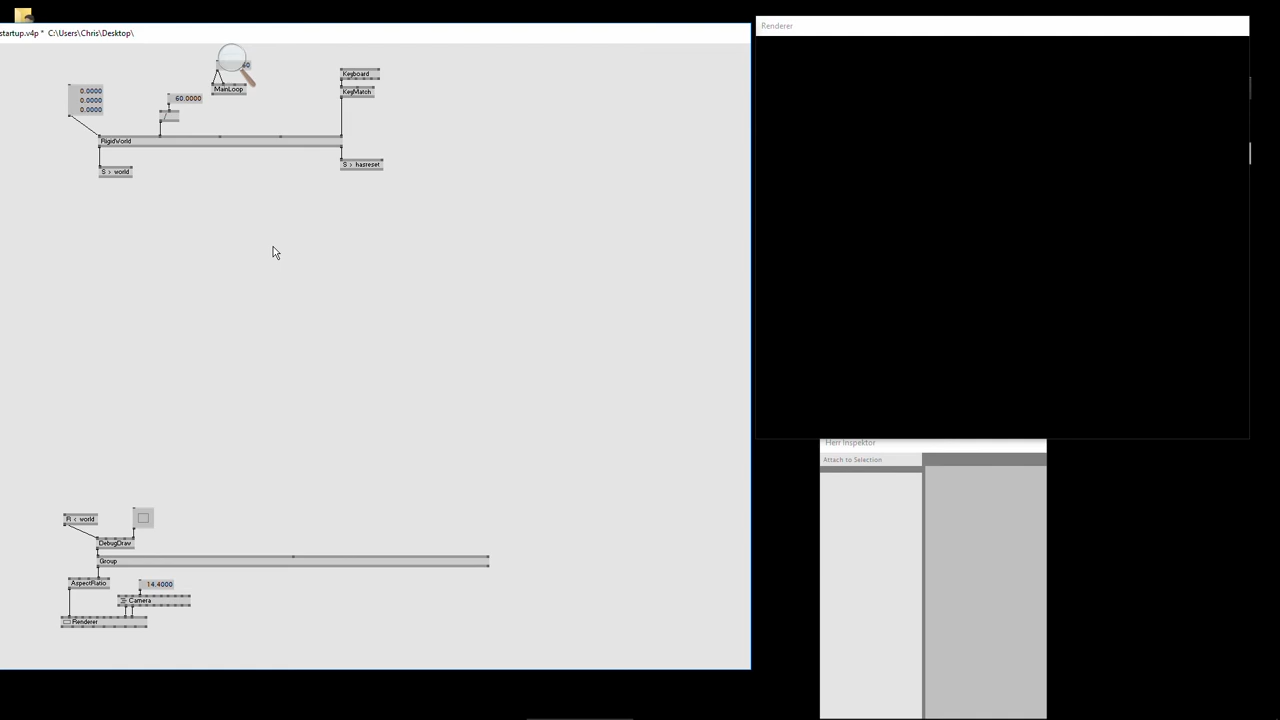 startup.v4p * C:\Users\Chris\Desktop\
Renderer
60
Keyboard
MainLoop
KeyMatch
0.0000
0.0000
0.0000
60.0000
/
RigidWorld
S > hasreset
S > world
Herr Inspektor
Attach to Selection
R < world
DebugDraw
Group
AspectRatio
14.4000
Camera
Renderer